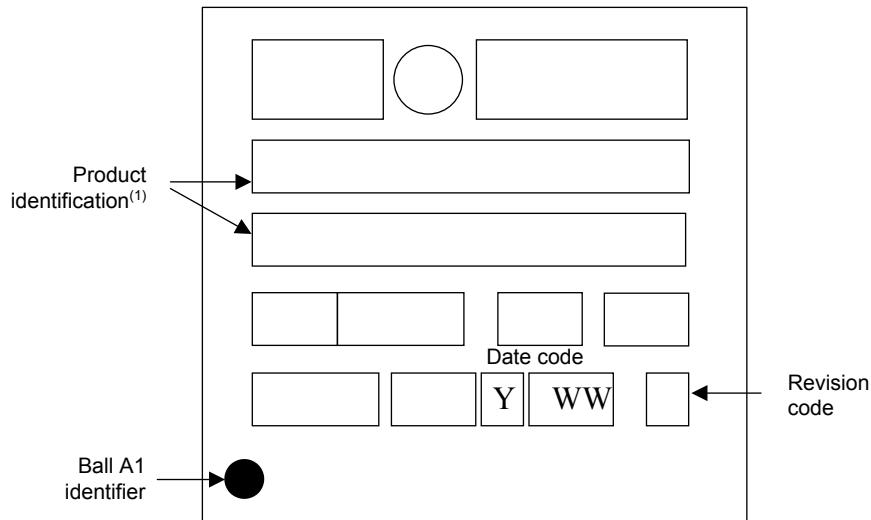 Product
identification(1)
Date code
Y WW
Revision
code
Ball A1
identifier